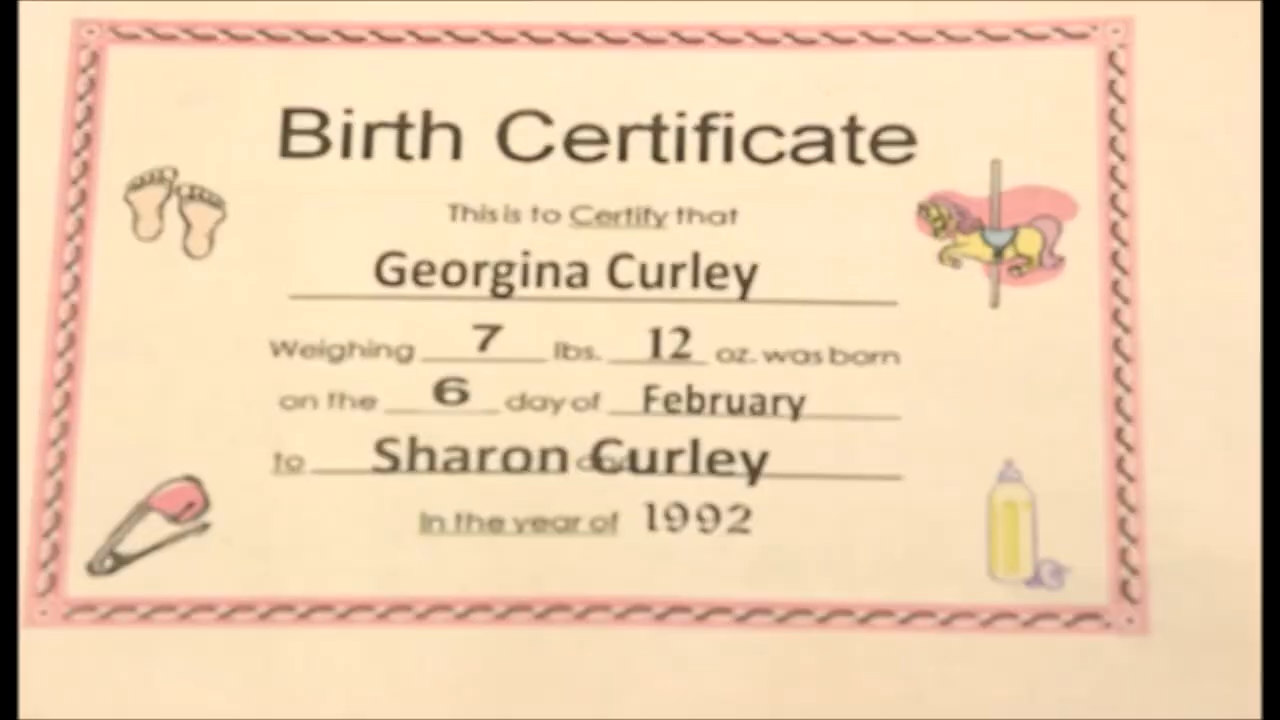 Birth Certificate
This is to Certify that
Georgina Curley
Weighing 7 lbs. 12 oz. was born
on the 6 day of February
to Sharon Curley
In the year of 1992